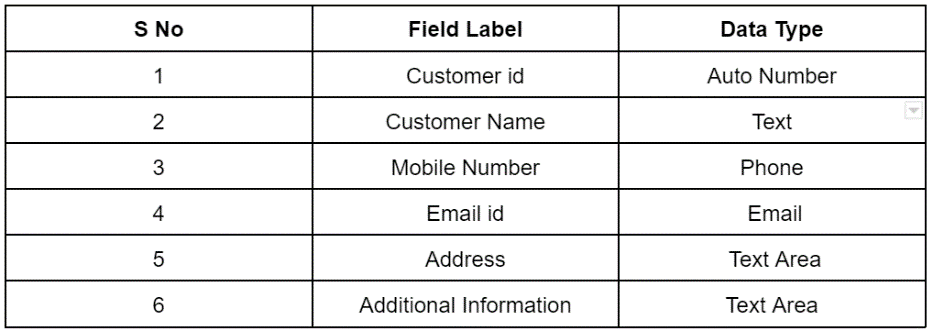 S No Field Label Data Type
1 Customer id Auto Number
2 Customer Name Text
3 Mobile Number Phone
4 Email id Email
5 Address Text Area
6 Additional Information Text Area